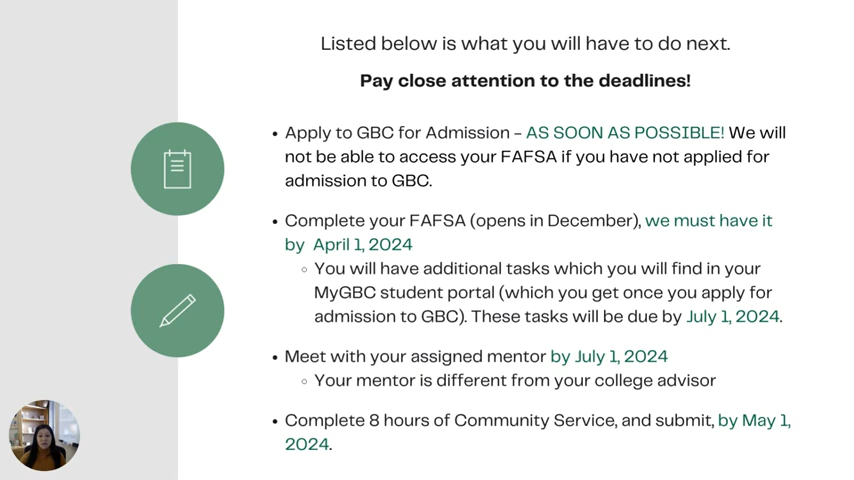 Listed below is what you will have to do next.
Pay close attention to the deadlines!
• Apply to GBC for Admission - AS SOON AS POSSIBLE! We will
not be able to access your FAFSA if you have not applied for
admission to GBC.
• Complete your FAFSA (opens in December), we must have it
by April 1, 2024
◦ You will have additional tasks which you will find in your
MyGBC student portal (which you get once you apply for
admission to GBC). These tasks will be due by July 1, 2024.
• Meet with your assigned mentor by July 1, 2024
◦ Your mentor is different from your college advisor
• Complete 8 hours of Community Service, and submit, by May 1,
2024.